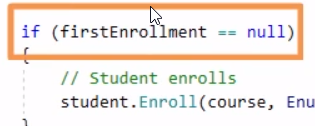 if (firstEnrollment == null)
{
// Student enrolls
student.Enroll(course, Enu
}